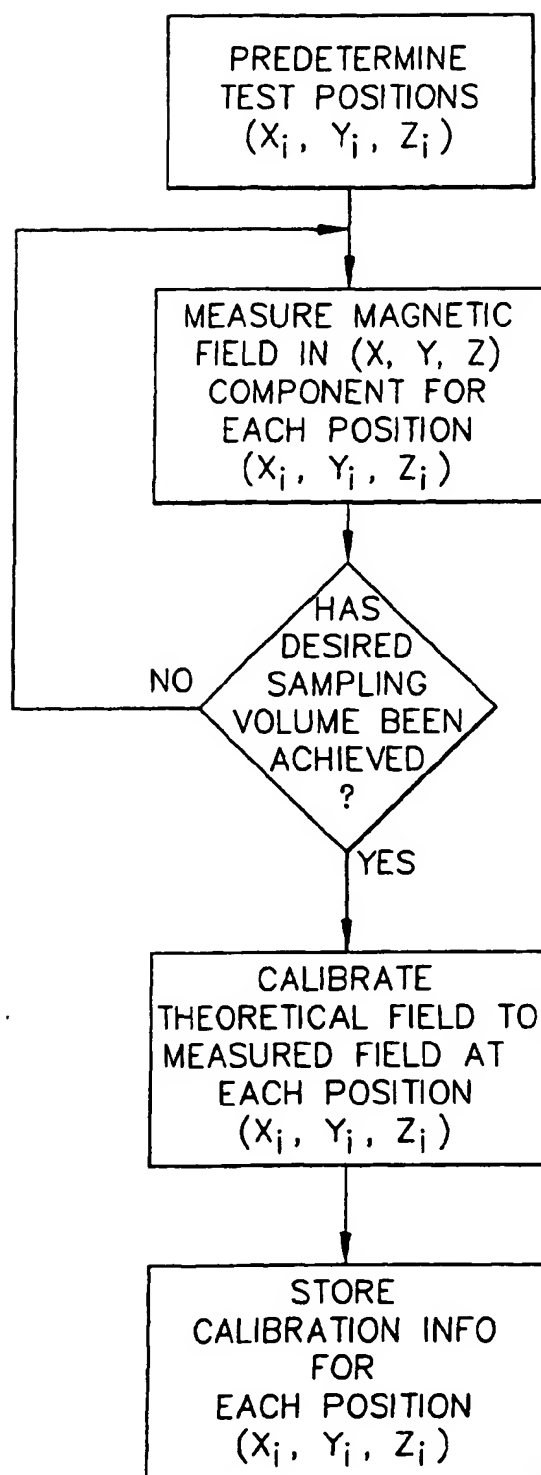 PREDETERMINE
TEST POSITIONS
(Xi, Yi, Zi)
MEASURE MAGNETIC
FIELD IN (X, Y, Z)
COMPONENT FOR
EACH POSITION
(Xi, Yi, Zi)
HAS
DESIRED
SAMPLING
VOLUME BEEN
ACHIEVED
?
NO
YES
CALIBRATE
THEORETICAL FIELD TO
MEASURED FIELD AT
EACH POSITION
(Xi, Yi, Zi)
STORE
CALIBRATION INFO
FOR
EACH POSITION
(Xi, Yi, Zi)